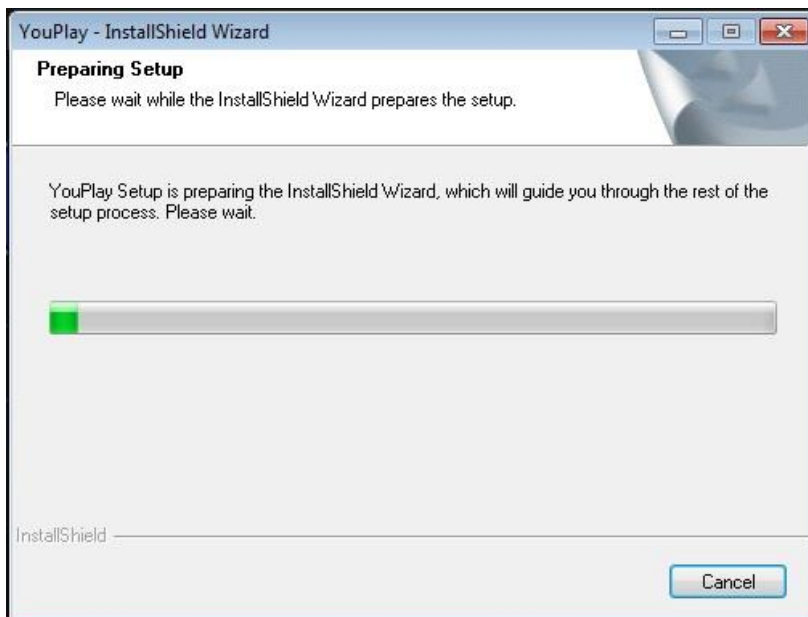 YouPlay - InstallShield Wizard
Preparing Setup
Please wait while the InstallShield Wizard prepares the setup.
YouPlay Setup is preparing the InstallShield Wizard, which will guide you through the rest of the
setup process. Please wait.
InstallShield
Cancel